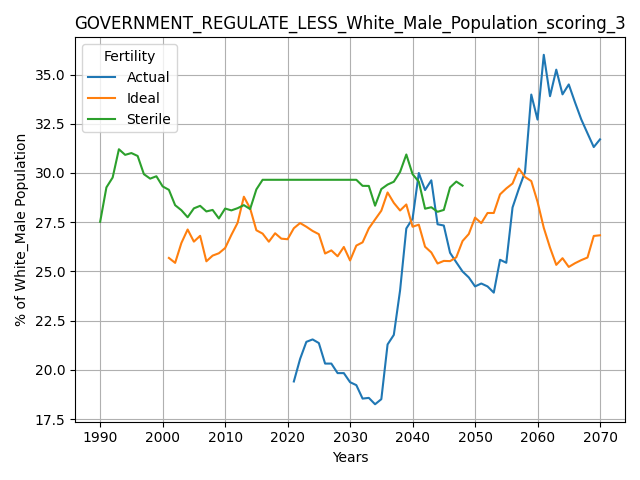 GOVERNMENT_REGULATE_LESS_White_Male_Population_scoring_3
Fertility
Actual
Ideal
Sterile
% of White_Male Population
35.0
32.5
30.0
27.5
25.0
22.5
20.0
17.5
1990 2000 2010 2020 2030 2040 2050 2060 2070
Years